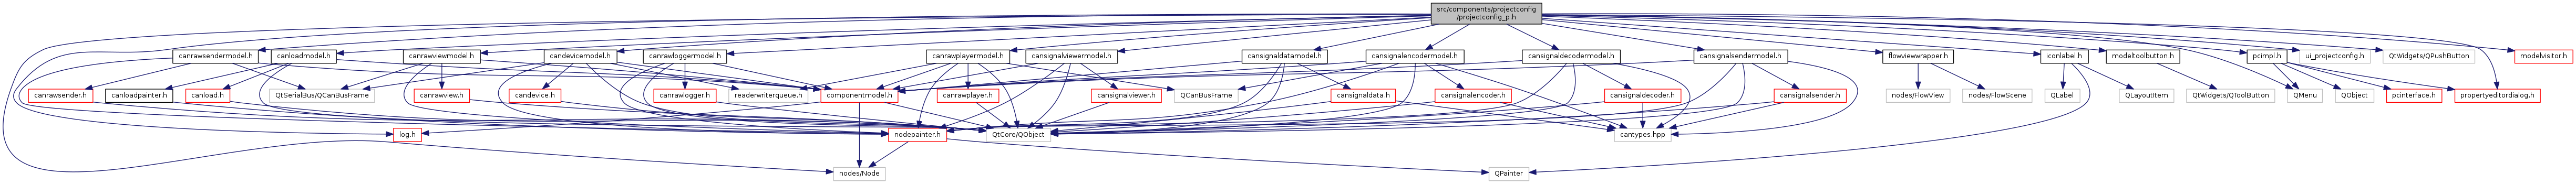 src/components/projectconfig
/projectconfig_p.h
canrawsendermodel.h
canloadmodel.h
canrawviewmodel.h
candevicemodel.h
canrawloggermodel.h
canrawplayermodel.h
cansignalviewermodel.h
cansignaldatamodel.h
cansignalencodermodel.h
cansignaldecodermodel.h
cansignalsendermodel.h
flowviewwrapper.h
iconlabel.h
modeltoolbutton.h
pcimpl.h
ui_projectconfig.h
QtWidgets/QPushButton
modelvisitor.h
canrawsender.h
canloadpainter.h
canload.h
QtSerialBus/QCanBusFrame
canrawview.h
candevice.h
canrawlogger.h
readerwriterqueue.h
componentmodel.h
canrawplayer.h
cansignalviewer.h
QCanBusFrame
cansignaldata.h
cansignalencoder.h
cansignaldecoder.h
cansignalsender.h
nodes/FlowView
nodes/FlowScene
QLabel
QLayoutItem
QtWidgets/QToolButton
QMenu
QObject
pcinterface.h
propertyeditordialog.h
log.h
nodepainter.h
QtCore/QObject
cantypes.hpp
nodes/Node
QPainter